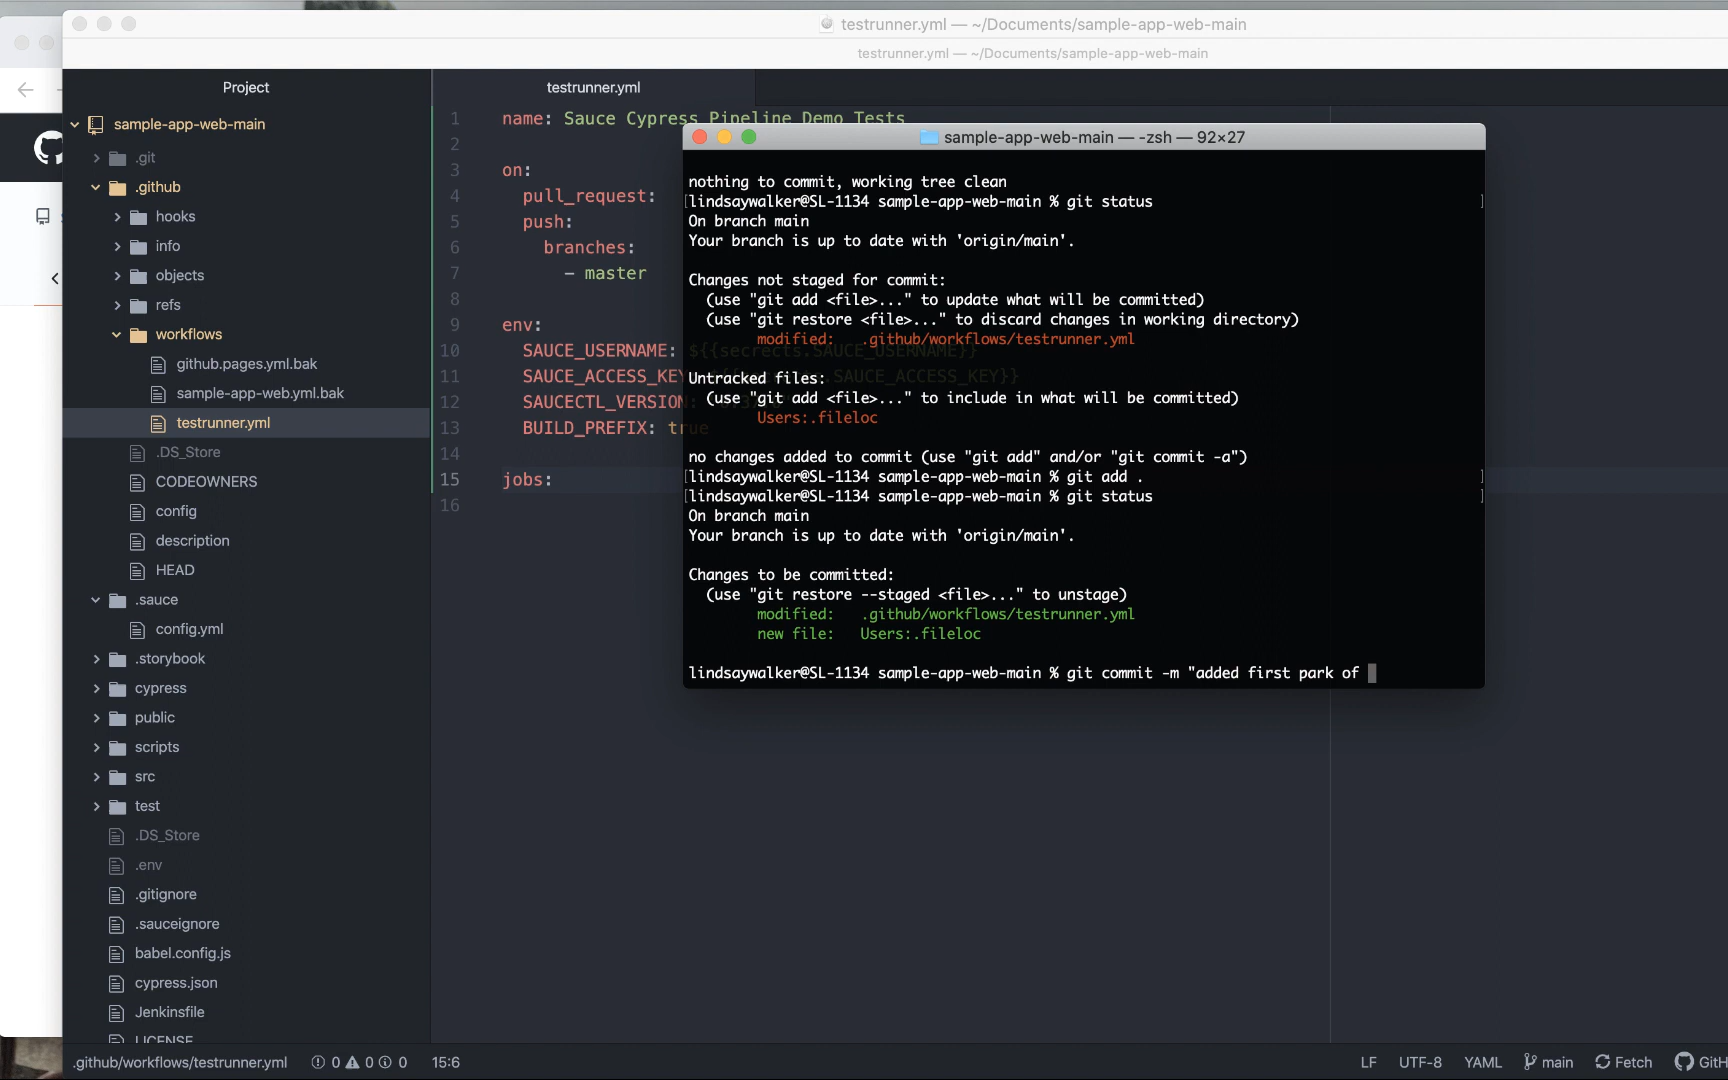 testrunner.yml — ~/Documents/sample-app-web-main
testrunner.yml — ~/Documents/sample-app-web-main
Project
sample-app-web-main
.git
.github
hooks
info
objects
refs
workflows
github.pages.yml.bak
sample-app-web.yml.bak
testrunner.yml
.DS_Store
CODEOWNERS
config
description
HEAD
.sauce
config.yml
.storybook
cypress
public
scripts
src
test
.DS_Store
.env
.gitignore
.sauceignore
babel.config.js
cypress.json
Jenkinsfile
LICENSE
testrunner.yml
1 name: Sauce Cypress Pipeline Demo Tests
2
3 on:
4 pull_request:
5 push:
6 branches:
7 - master
8
9 env:
10 SAUCE_USERNAME: ${{secrects.SAUCE_USERNAME}}
11 SAUCE_ACCESS_KEY .SAUCE_ACCESS_KEY}}
12 SAUCECTL_VERSION:
13 BUILD_PREFIX: true
14
15 jobs:
16
sample-app-web-main — -zsh — 92×27
nothing to commit, working tree clean
[lindsaywalker@SL-1134 sample-app-web-main % git status ]
On branch main
Your branch is up to date with 'origin/main'.
Changes not staged for commit:
(use "git add <file>..." to update what will be committed)
(use "git restore <file>..." to discard changes in working directory)
modified: .github/workflows/testrunner.yml
Untracked files:
(use "git add <file>..." to include in what will be committed)
Users:.fileloc
no changes added to commit (use "git add" and/or "git commit -a")
[lindsaywalker@SL-1134 sample-app-web-main % git add . ]
[lindsaywalker@SL-1134 sample-app-web-main % git status ]
On branch main
Your branch is up to date with 'origin/main'.
Changes to be committed:
(use "git restore --staged <file>..." to unstage)
modified: .github/workflows/testrunner.yml
new file: Users:.fileloc
lindsaywalker@SL-1134 sample-app-web-main % git commit -m "added first park of
.github/workflows/testrunner.yml 0 0 0 15:6 LF UTF-8 YAML main Fetch GitH